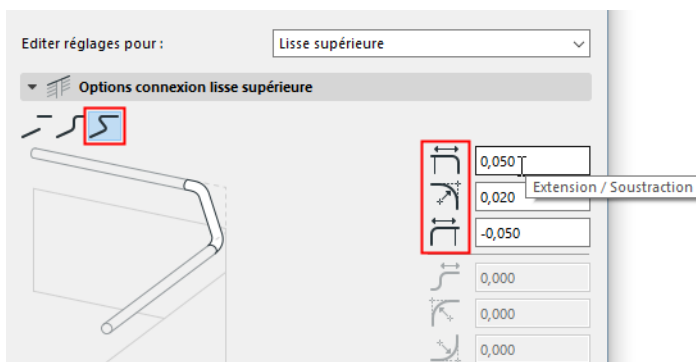 Editer réglages pour :
Lisse supérieure
Options connexion lisse supérieure
0,050
Extension / Soustraction
0,020
-0,050
0,000
0,000
0,000